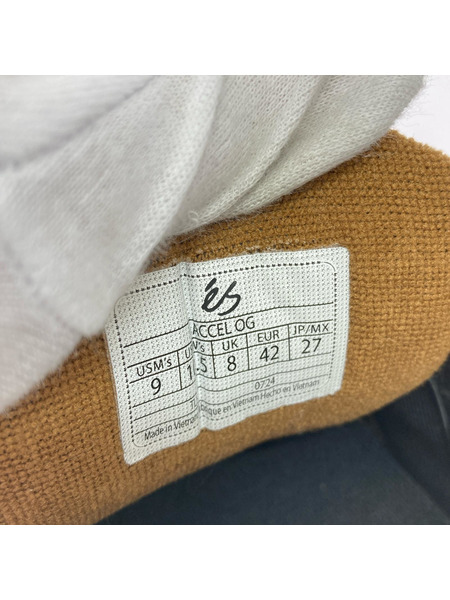 éS
ACCEL OG
USM's UK EUR JP/MX
9 8 42 27
0724
Made in Vietnam en Vietnam Hecho en Vietnam